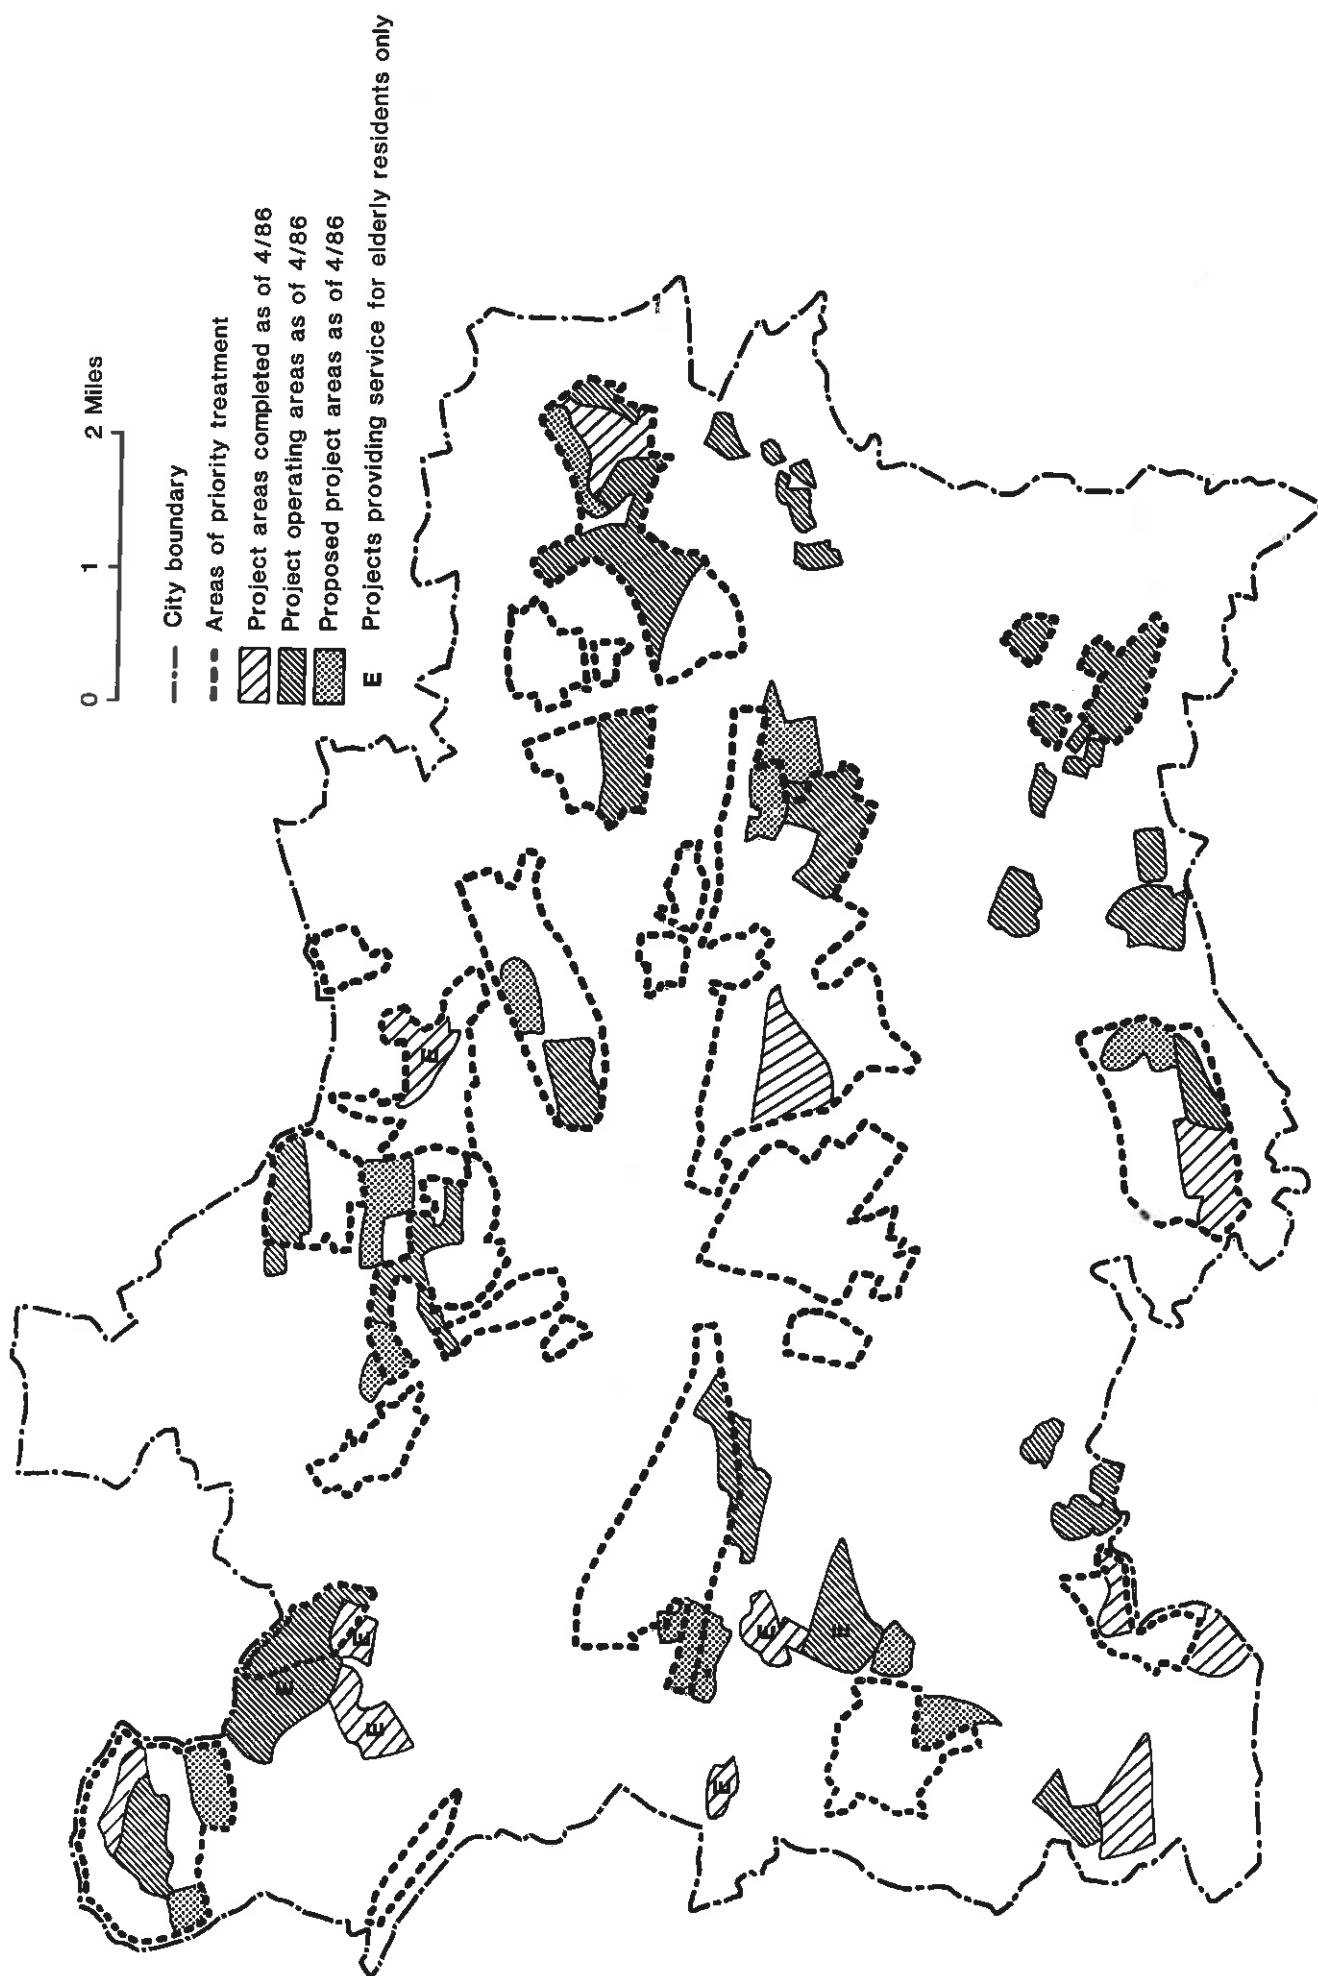 0 1 2 Miles
City boundary
Areas of priority treatment
Project areas completed as of 4/86
Project operating areas as of 4/86
Proposed project areas as of 4/86
E Projects providing service for elderly residents only
E
E
E
E
E
E
E
E